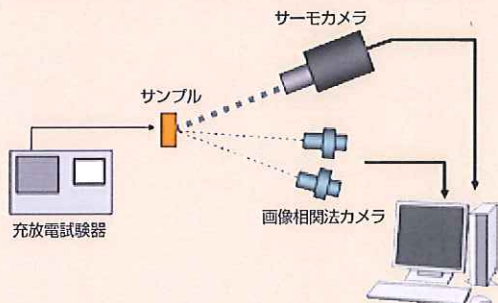 サーモカメラ
サンプル
充放電試験器
画像相関法カメラ